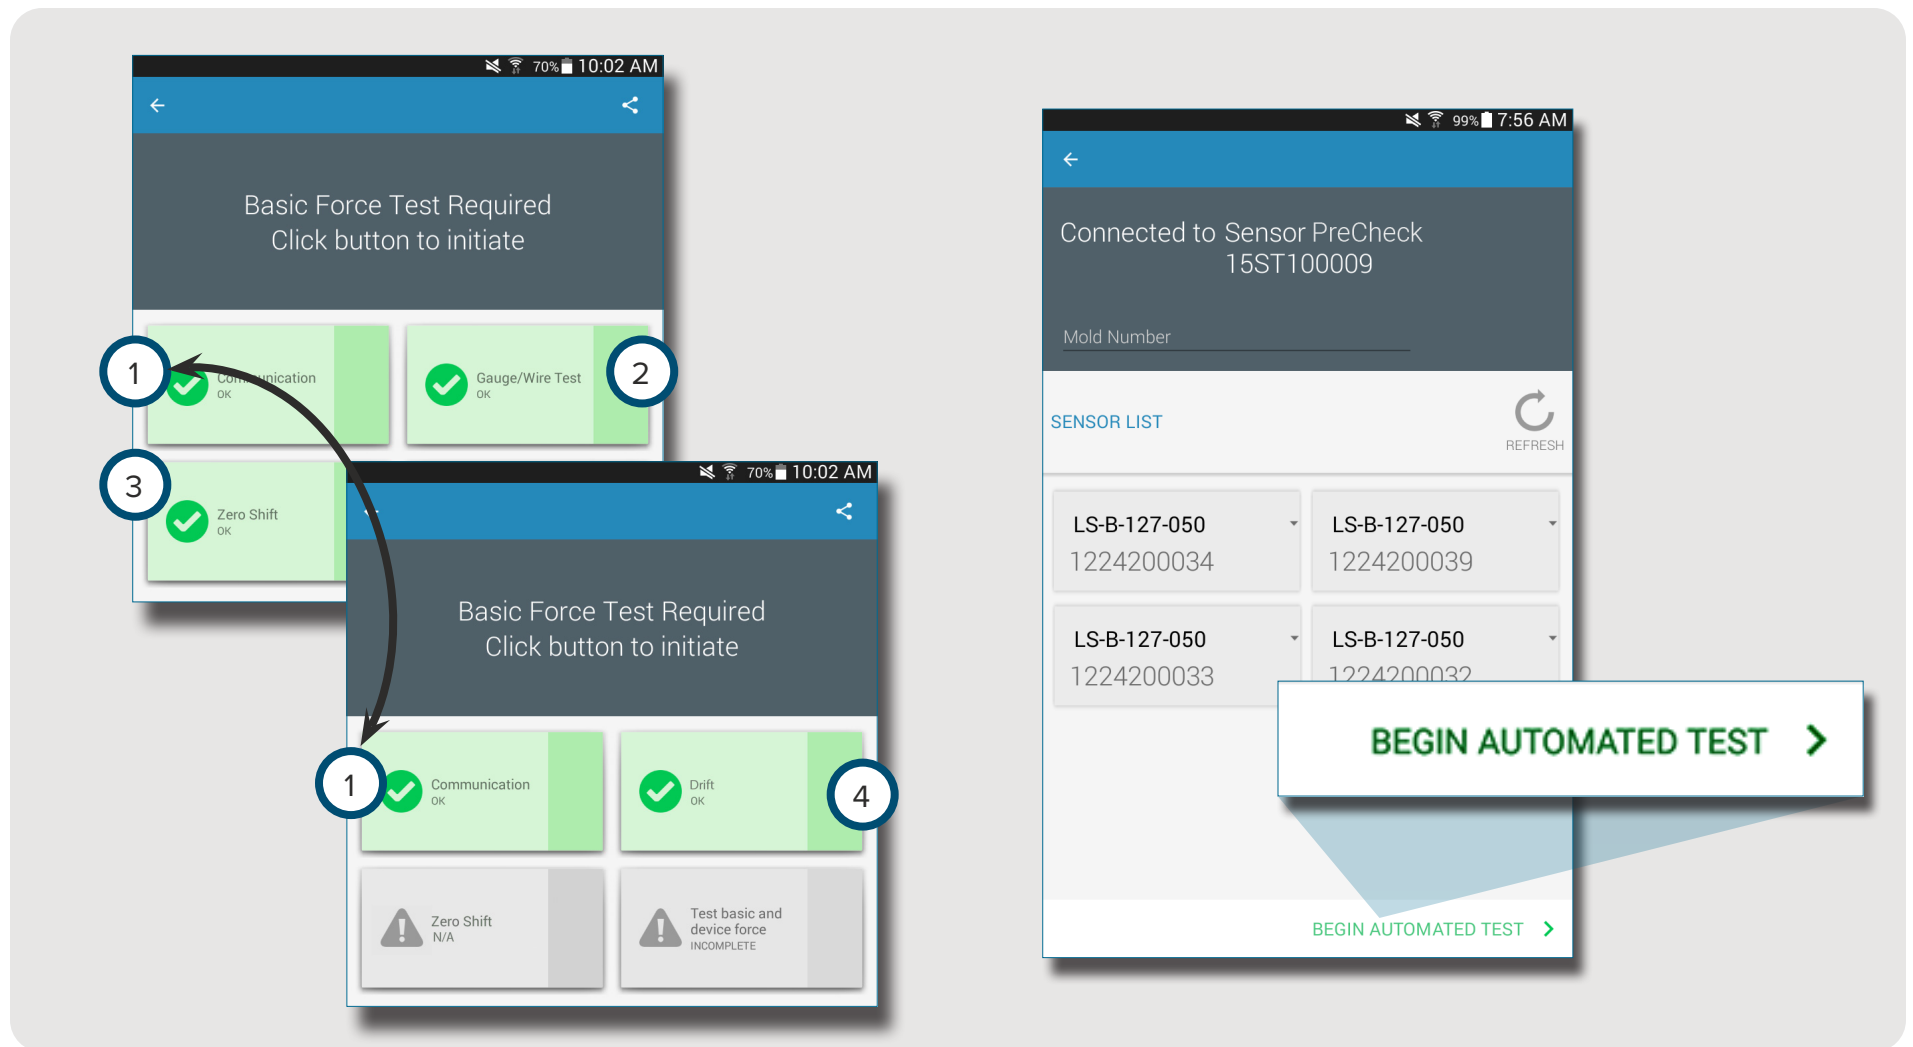 70% 10:02 AM
Basic Force Test Required
Click button to initiate
1
Communication
OK
Gauge/Wire Test
OK
2
3
Zero Shift
OK
70% 10:02 AM
Basic Force Test Required
Click button to initiate
1
Communication
OK
Drift
OK
4
Zero Shift
N/A
Test basic and
device force
INCOMPLETE
99% 7:56 AM
Connected to Sensor PreCheck
15ST100009
Mold Number
SENSOR LIST
REFRESH
LS-B-127-050
1224200034
LS-B-127-050
1224200039
LS-B-127-050
1224200033
LS-B-127-050
1224200032
BEGIN AUTOMATED TEST
BEGIN AUTOMATED TEST